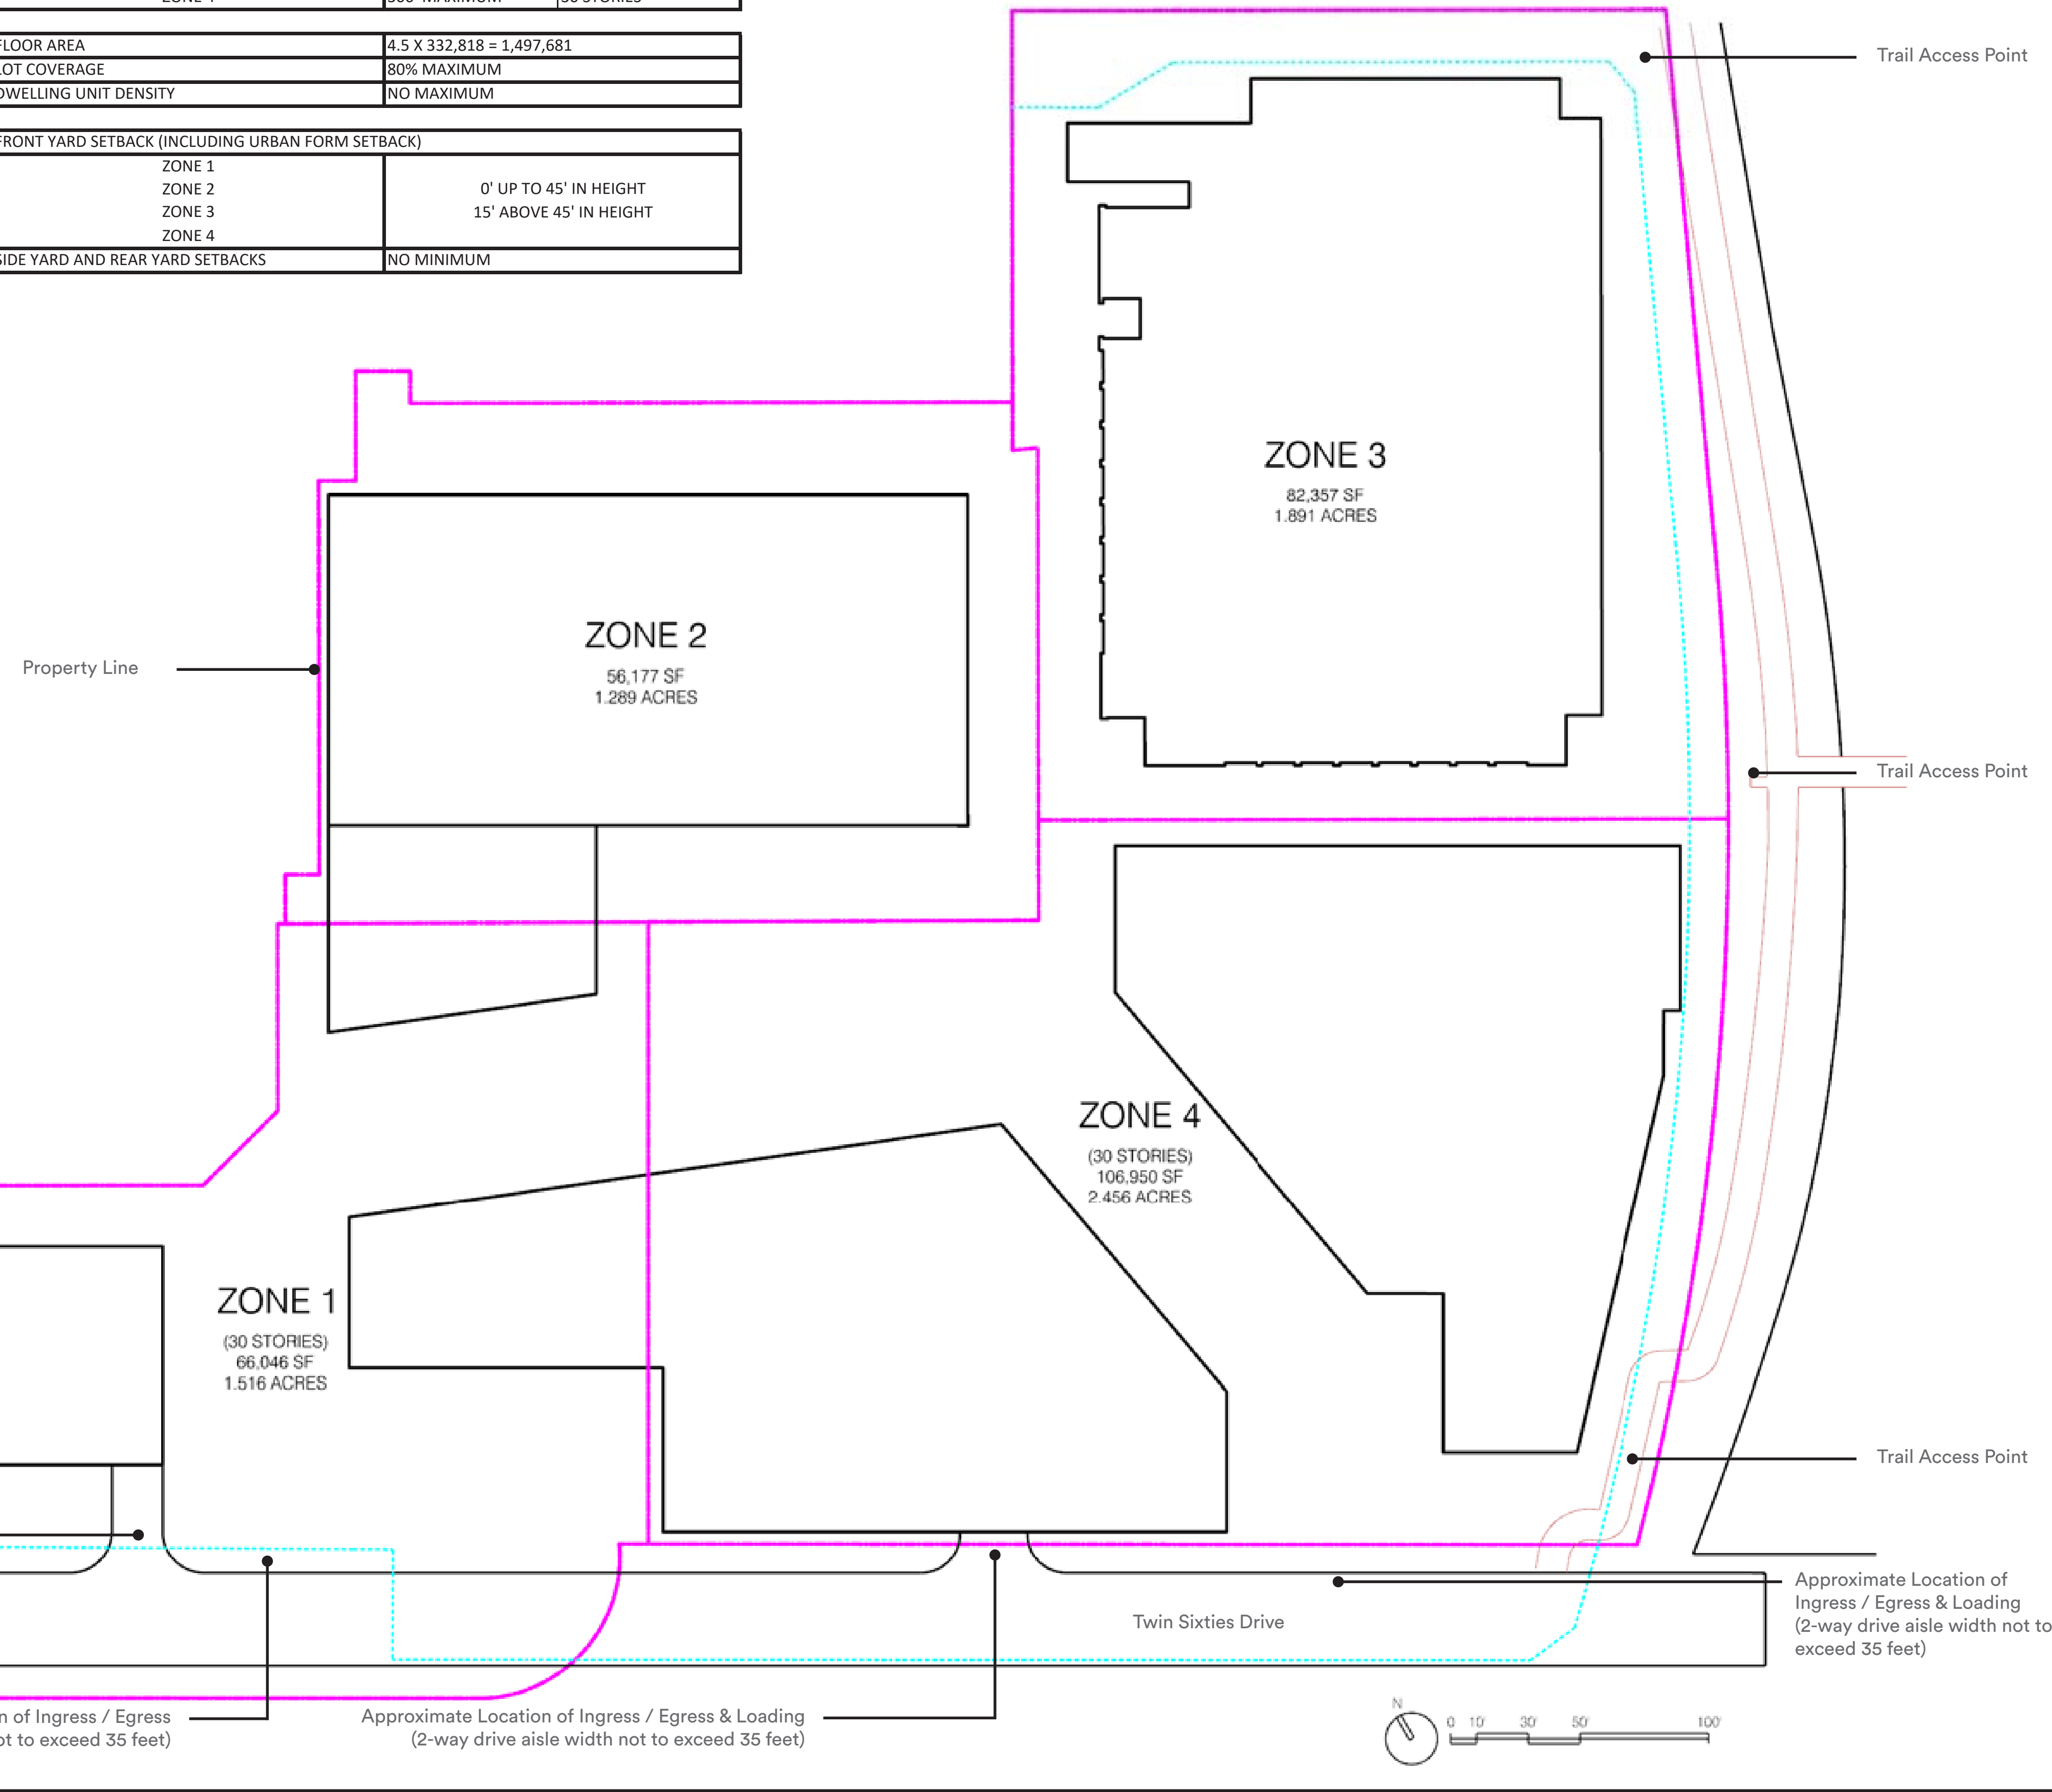 FLOOR AREA 4.5 X 332,818 = 1,497,681
LOT COVERAGE 80% MAXIMUM
DWELLING UNIT DENSITY NO MAXIMUM
FRONT YARD SETBACK (INCLUDING URBAN FORM SETBACK)
ZONE 1
ZONE 2 0' UP TO 45' IN HEIGHT
ZONE 3 15' ABOVE 45' IN HEIGHT
ZONE 4
SIDE YARD AND REAR YARD SETBACKS NO MINIMUM
Trail Access Point
ZONE 3
82,357 SF
1.891 ACRES
ZONE 2
56,177 SF
1.289 ACRES
Property Line
Trail Access Point
ZONE 4
(30 STORIES)
106,950 SF
2.456 ACRES
ZONE 1
(30 STORIES)
66,046 SF
1.516 ACRES
Trail Access Point
Approximate Location of
Ingress / Egress & Loading
(2-way drive aisle width not to
exceed 35 feet)
Twin Sixties Drive
n of Ingress / Egress
ot to exceed 35 feet)
Approximate Location of Ingress / Egress & Loading
(2-way drive aisle width not to exceed 35 feet)
N
0 10' 30' 50' 100'